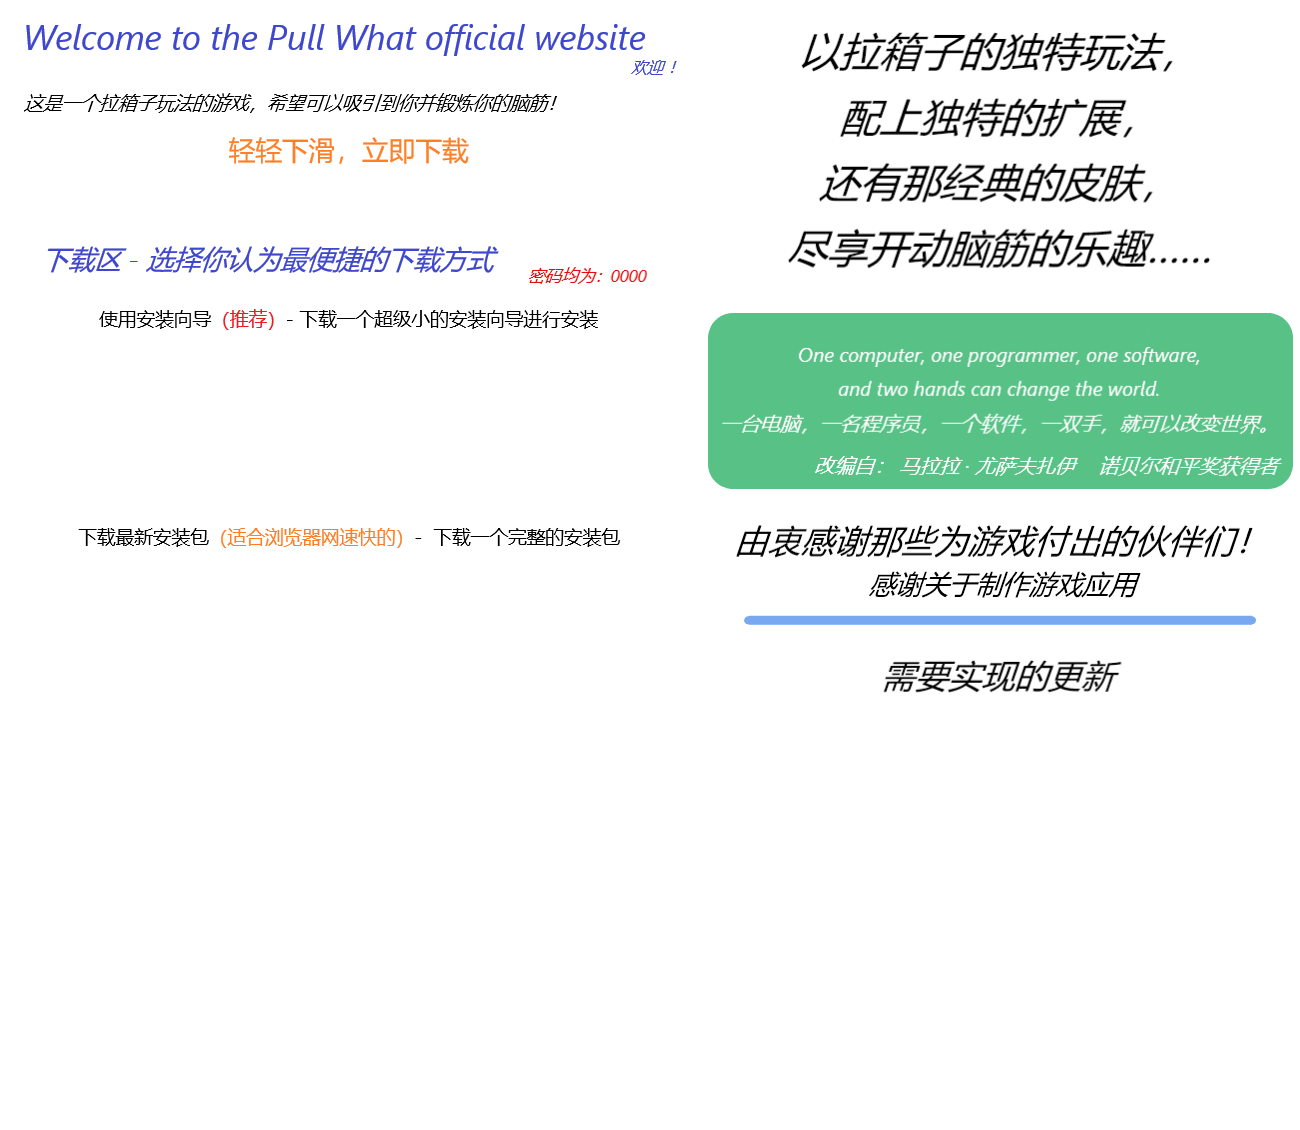 Welcome to the Pull What official website
欢迎！
这是一个拉箱子玩法的游戏，希望可以吸引到你并锻炼你的脑筋！
轻轻下滑，立即下载
下载区 - 选择你认为最便捷的下载方式
密码均为：0000
使用安装向导（推荐）- 下载一个超级小的安装向导进行安装
下载最新安装包（适合浏览器网速快的）- 下载一个完整的安装包
以拉箱子的独特玩法，
配上独特的扩展，
还有那经典的皮肤，
尽享开动脑筋的乐趣……
One computer, one programmer, one software,
and two hands can change the world.
一台电脑，一名程序员，一个软件，一双手，就可以改变世界。
改编自： 马拉拉 · 尤萨夫扎伊 诺贝尔和平奖获得者
由衷感谢那些为游戏付出的伙伴们！
感谢关于制作游戏应用
需要实现的更新